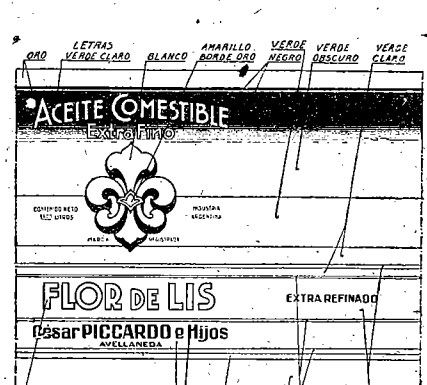 ORO
LETRAS
VERDE CLARO
BLANCO
AMARILLO
BORDE ORO
VERDE
NEGRO
VERDE
OBSCURO
VERDE
CLARO
ACEITE COMESTIBLE
Extra Fino
CONTENIDO NETO
LITROS
INDUSTRIA
ARGENTINA
MARCA
REGISTRADA
FLOR DE LIS
EXTRA REFINADO
César PICCARDO e Hijos
AVELLANEDA